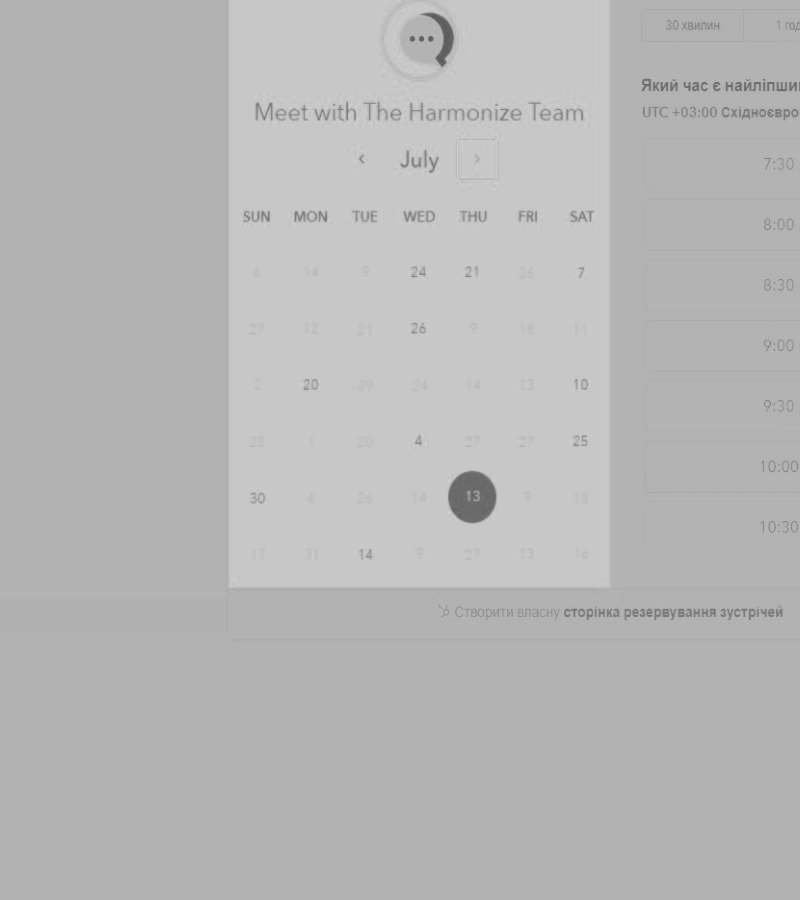 Meet with The Harmonize Team
July
SUN MON TUE WED THU FRI SAT
6 14 9 24 21 26 7
27 12 21 26 9 18 11
2 20 29 24 14 13 10
28 20 4 27 27 25
30 4 26 14 13 9 18
17 31 14 9 27 13 16
30 хвилин
1
Який час є
UTC +03:00
7:30
8:00
8:30
9:00
9:30
10:00
10:30
Створити власну сторінка резервування зустрічей